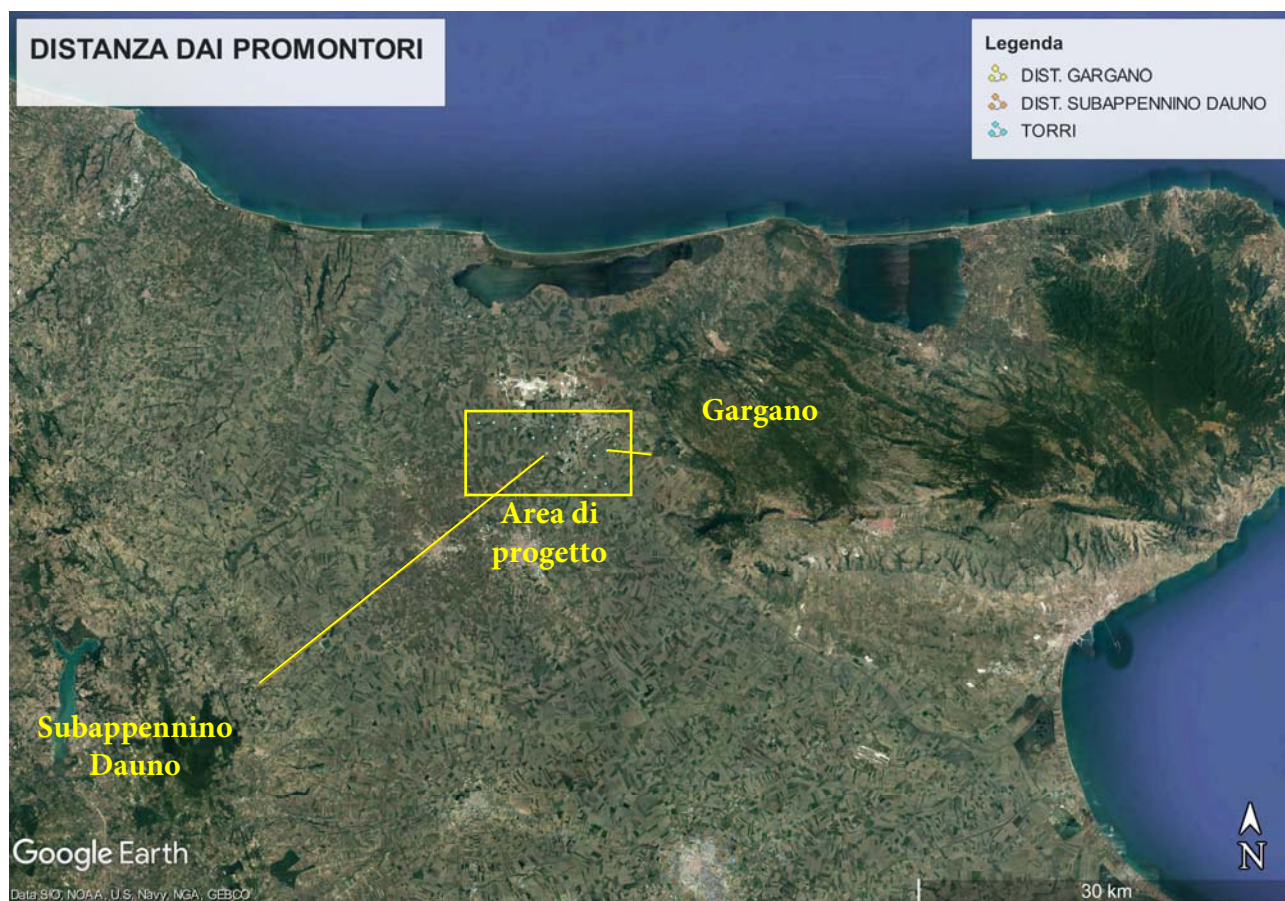 DISTANZA DAI PROMONTORI
Legenda
DIST. GARGANO
DIST. SUBAPPENNINO DAUNO
TORRI
Gargano
Area di
progetto
Subappennino
Dauno
Google Earth
Data SIO, NOAA, U.S. Navy, NGA, GEBCO
N
30 km